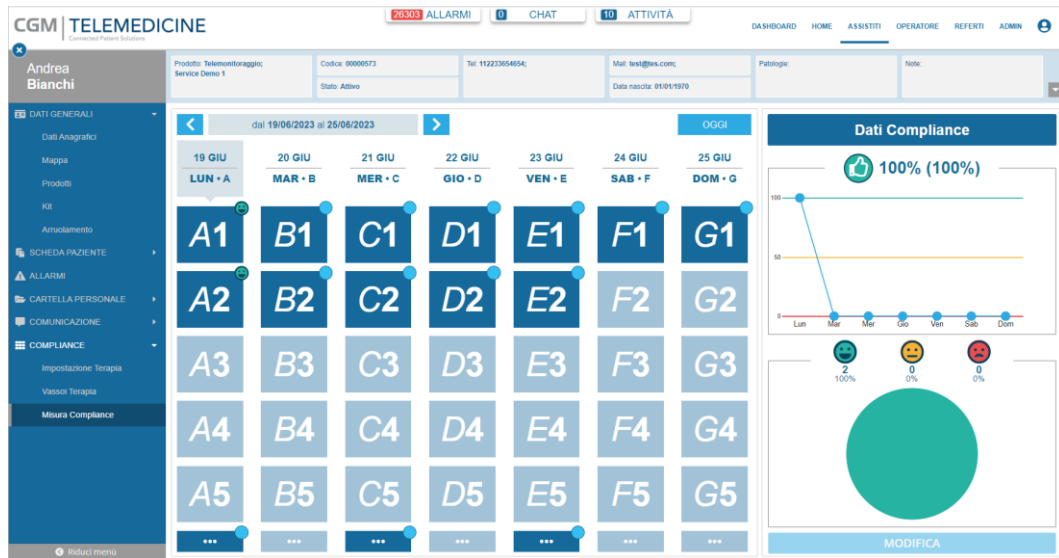 CGM TELEMEDICINE
Connected Patient Solutions
26303 ALLARMI
0 CHAT
10 ATTIVITÀ
DASHBOARD HOME ASSISTITI OPERATORE REFERTI ADMIN
Andrea
Bianchi
Prodotto: Telemonitoraggio;
Service Demo 1
Codice: 00000573
Stato: Attivo
Tel: 112233654654;
Mail: test@tes.com;
Data nascita: 01/01/1970
Patologie:
Note:
DATI GENERALI
Dati Anagrafici
Mappa
Prodotti
Kit
Arruolamento
SCHEDA PAZIENTE
ALLARMI
CARTELLA PERSONALE
COMUNICAZIONE
COMPLIANCE
Impostazione Terapia
Vassoi Terapia
Misura Compliance
Riduci menù
dal 19/06/2023 al 25/06/2023
OGGI
19 GIU 20 GIU 21 GIU 22 GIU 23 GIU 24 GIU 25 GIU
LUN • A MAR • B MER • C GIO • D VEN • E SAB • F DOM • G
A1 B1 C1 D1 E1 F1 G1
A2 B2 C2 D2 E2 F2 G2
A3 B3 C3 D3 E3 F3 G3
A4 B4 C4 D4 E4 F4 G4
A5 B5 C5 D5 E5 F5 G5
••• ••• ••• ••• ••• ••• •••
Dati Compliance
100% (100%)
100
50
0
Lun Mar Mer Gio Ven Sab Dom
2 0 0
100% 0% 0%
MODIFICA